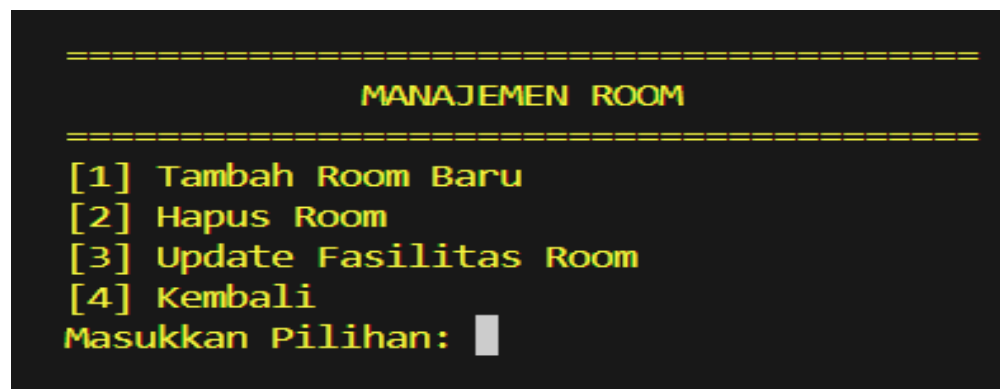 ========================================
MANAJEMEN ROOM
========================================
[1] Tambah Room Baru
[2] Hapus Room
[3] Update Fasilitas Room
[4] Kembali
Masukkan Pilihan: